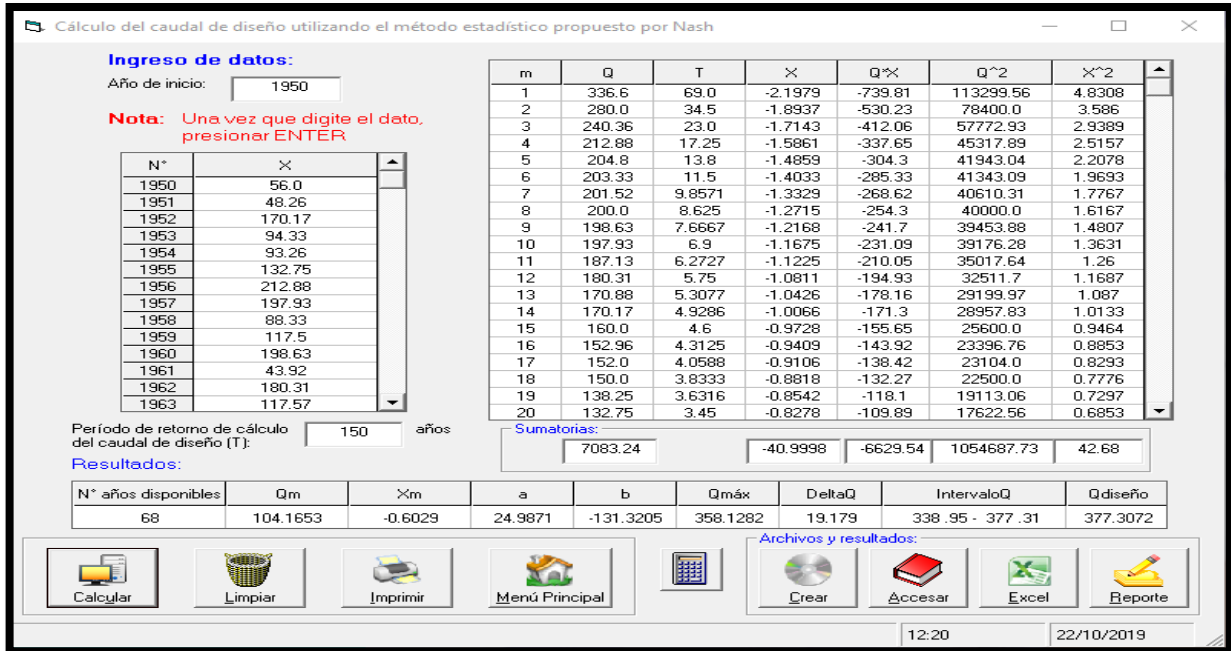 Cálculo del caudal de diseño utilizando el método estadístico propuesto por Nash
Ingreso de datos:
Año de inicio: 1950
Nota: Una vez que digite el dato,
presionar ENTER
N° X
1950 56.0
1951 48.26
1952 170.17
1953 94.33
1954 93.26
1955 132.75
1956 212.88
1957 197.93
1958 88.33
1959 117.5
1960 198.63
1961 43.92
1962 180.31
1963 117.57
m Q T X Q*X Q^2 X^2
1 336.6 69.0 -2.1979 -739.81 113299.56 4.8308
2 280.0 34.5 -1.8937 -530.23 78400.0 3.586
3 240.36 23.0 -1.7143 -412.06 57772.93 2.9389
4 212.88 17.25 -1.5861 -337.65 45317.89 2.5157
5 204.8 13.8 -1.4859 -304.3 41943.04 2.2078
6 203.33 11.5 -1.4033 -285.33 41343.09 1.9693
7 201.52 9.8571 -1.3329 -268.62 40610.31 1.7767
8 200.0 8.625 -1.2715 -254.3 40000.0 1.6167
9 198.63 7.6667 -1.2168 -241.7 39453.88 1.4807
10 197.93 6.9 -1.1675 -231.09 39176.28 1.3631
11 187.13 6.2727 -1.1225 -210.05 35017.64 1.26
12 180.31 5.75 -1.0811 -194.93 32511.7 1.1687
13 170.88 5.3077 -1.0426 -178.16 29199.97 1.087
14 170.17 4.9286 -1.0066 -171.3 28957.83 1.0133
15 160.0 4.6 -0.9728 -155.65 25600.0 0.9464
16 152.96 4.3125 -0.9409 -143.92 23396.76 0.8853
17 152.0 4.0588 -0.9106 -138.42 23104.0 0.8293
18 150.0 3.8333 -0.8818 -132.27 22500.0 0.7776
19 138.25 3.6316 -0.8542 -118.1 19113.06 0.7297
20 132.75 3.45 -0.8278 -109.89 17622.56 0.6853
Período de retorno de cálculo
del caudal de diseño (T): 150 años
Sumatorias:
7083.24 -40.9998 -6629.54 1054687.73 42.68
Resultados:
N° años disponibles Qm Xm a b Qmáx DeltaQ IntervaloQ Qdiseño
68 104.1653 -0.6029 24.9871 -131.3205 358.1282 19.179 338 .95 - 377 .31 377.3072
Archivos y resultados:
Calcular Limpiar Imprimir Menú Principal Crear Accesar Excel Reporte
12:20 22/10/2019